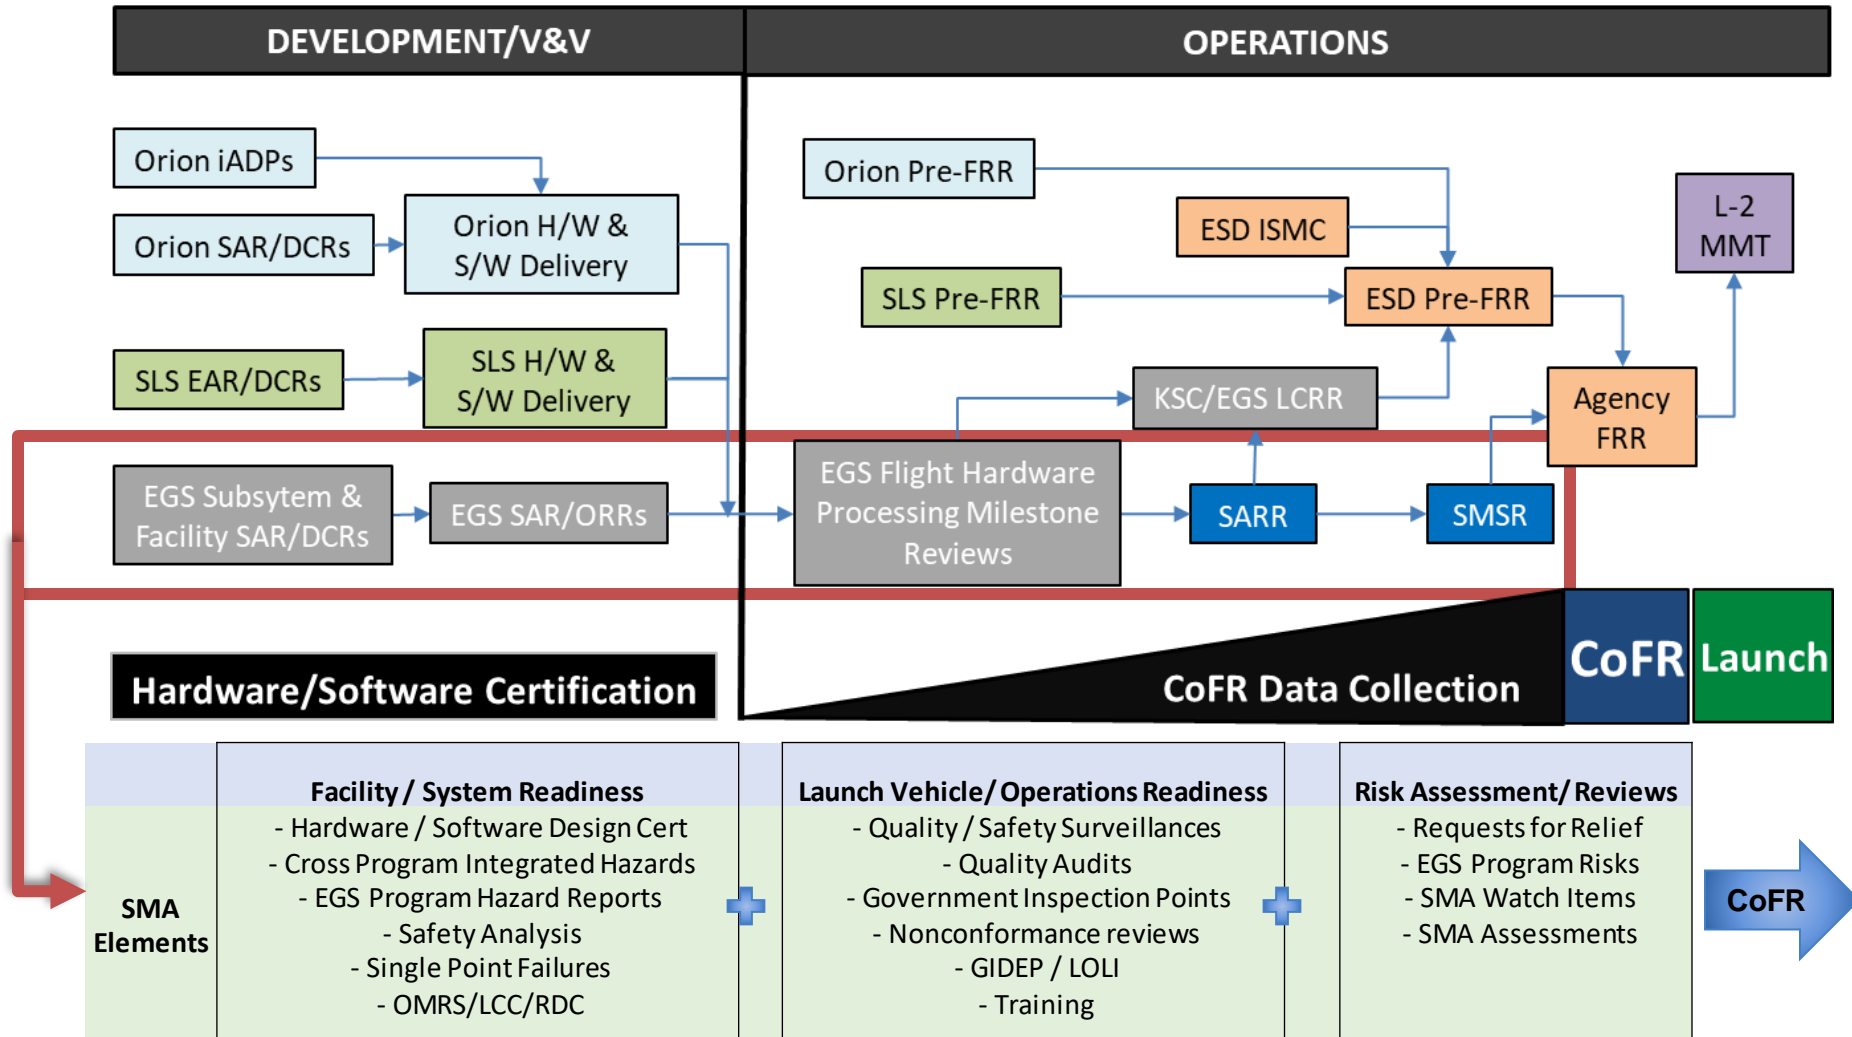 DEVELOPMENT/V&V
OPERATIONS
Orion iADPs
Orion SAR/DCRs
Orion H/W &
S/W Delivery
SLS EAR/DCRs
SLS H/W &
S/W Delivery
EGS Subsytem &
Facility SAR/DCRs
EGS SAR/ORRs
Orion Pre-FRR
ESD ISMC
SLS Pre-FRR
ESD Pre-FRR
L-2
MMT
KSC/EGS LCRR
Agency
FRR
EGS Flight Hardware
Processing Milestone
Reviews
SARR
SMSR
Hardware/Software Certification
CoFR Data Collection
CoFR
Launch
SMA
Elements
Facility / System Readiness
- Hardware / Software Design Cert
- Cross Program Integrated Hazards
- EGS Program Hazard Reports
- Safety Analysis
- Single Point Failures
- OMRS/LCC/RDC
Launch Vehicle/ Operations Readiness
- Quality / Safety Surveillances
- Quality Audits
- Government Inspection Points
- Nonconformance reviews
- GIDEP / LOLI
- Training
Risk Assessment/ Reviews
- Requests for Relief
- EGS Program Risks
- SMA Watch Items
- SMA Assessments
CoFR